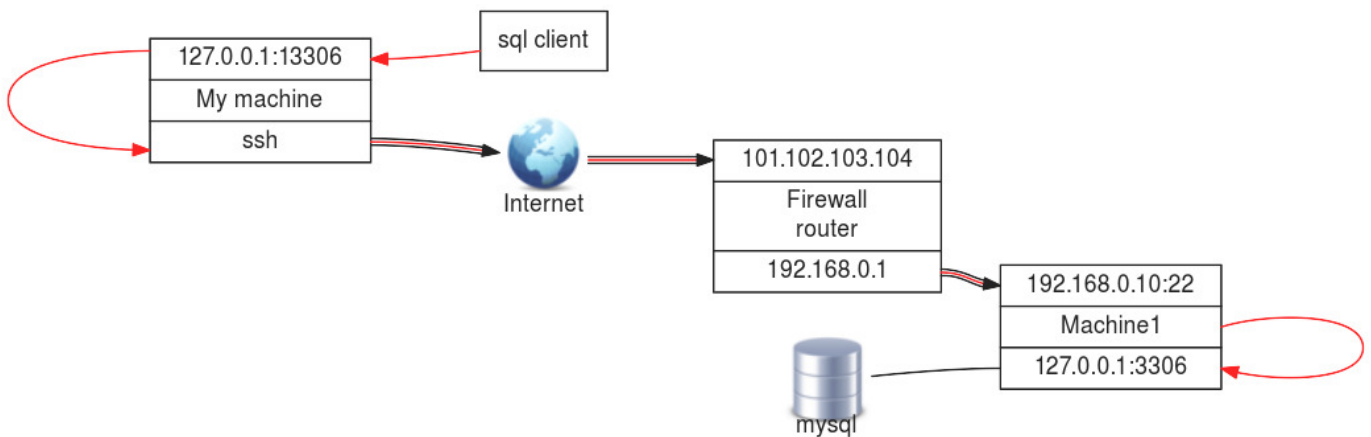 127.0.0.1:13306
My machine
ssh
sql client
Internet
101.102.103.104
Firewall
router
192.168.0.1
192.168.0.10:22
Machine1
127.0.0.1:3306
mysql